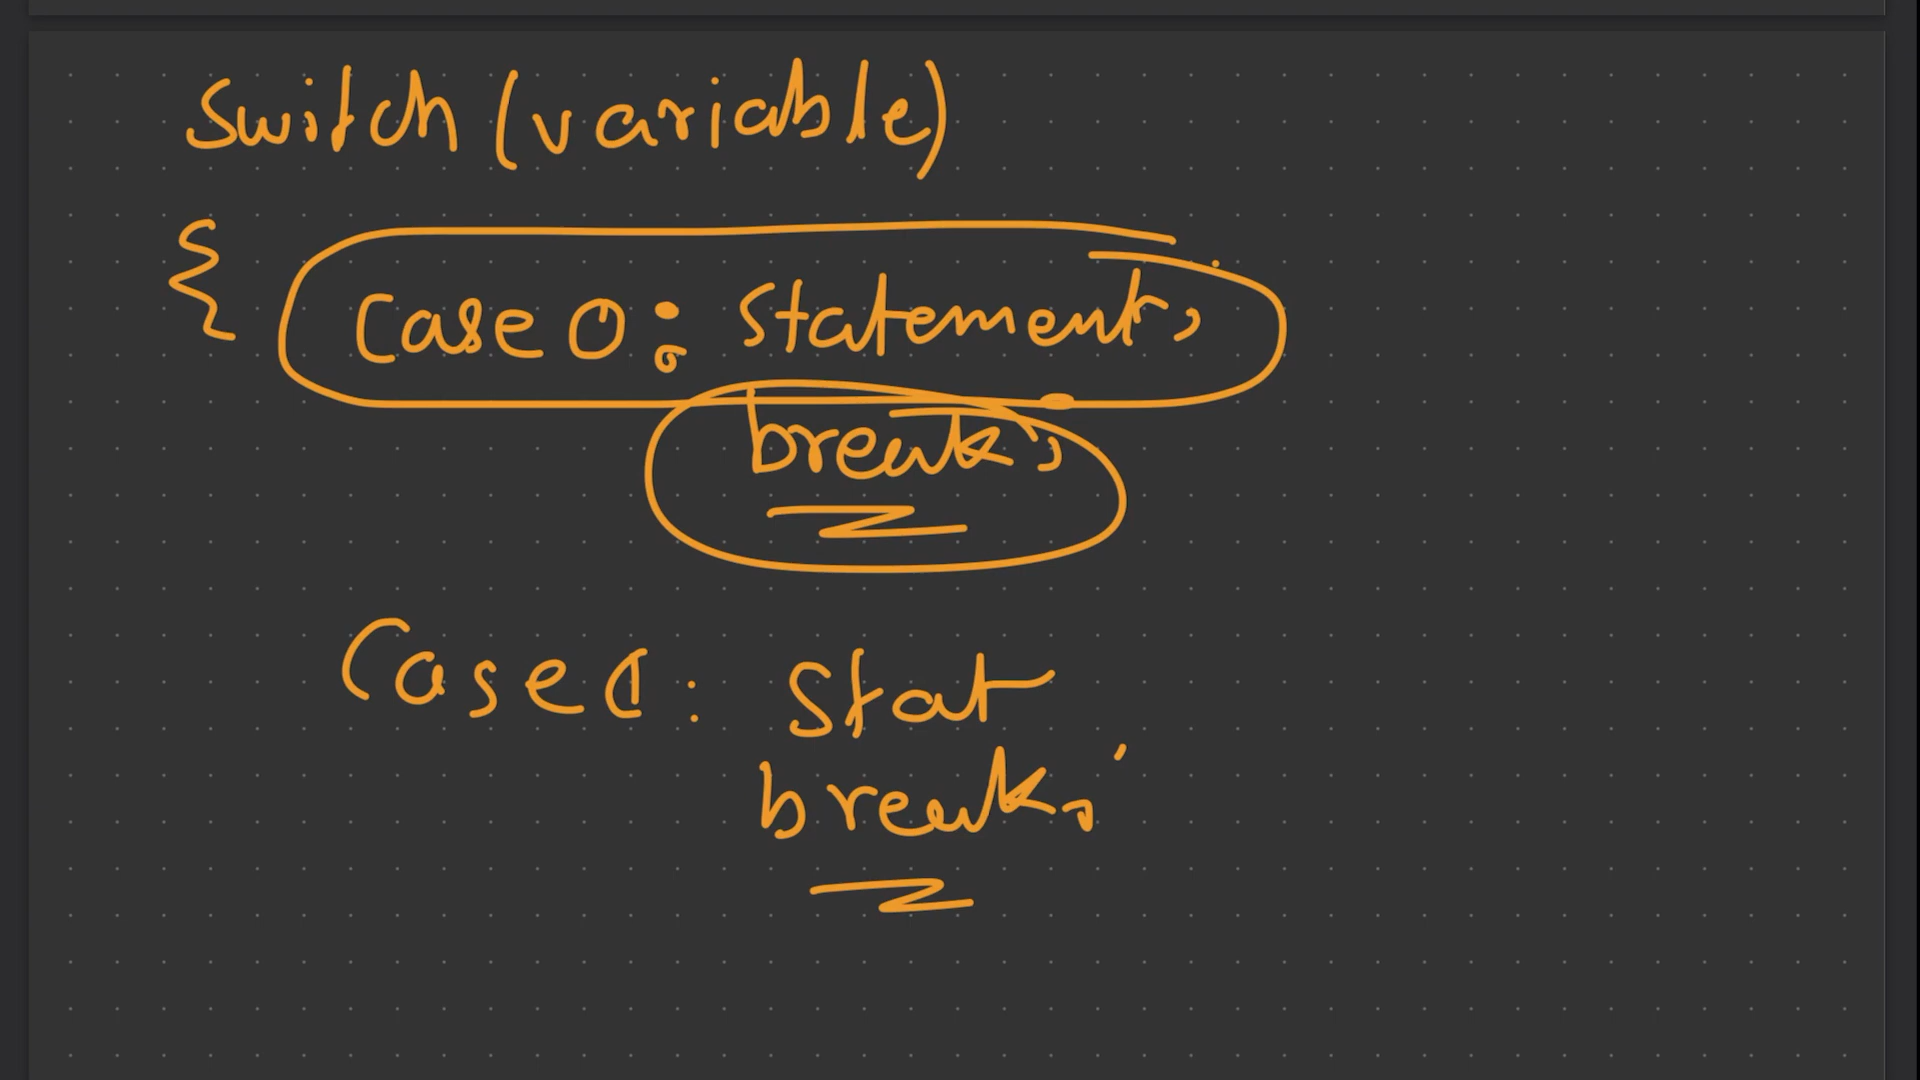 switch (variable)
{ case 0 : statement;
break;
Case 1 : Stat
break;